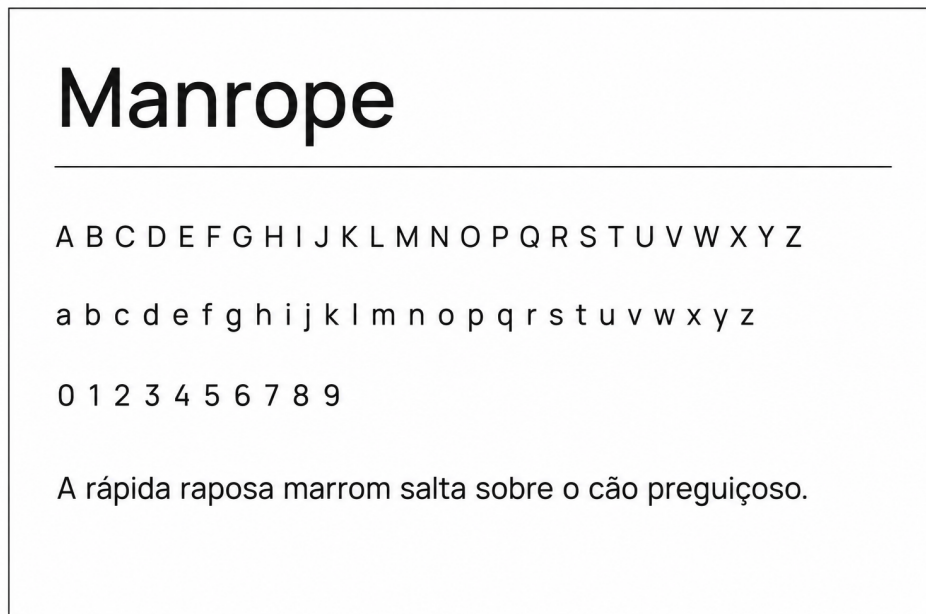 Manrope
A B C D E F G H I J K L M N O P Q R S T U V W X Y Z
a b c d e f g h i j k l m n o p q r s t u v w x y z
0 1 2 3 4 5 6 7 8 9
A rápida raposa marrom salta sobre o cão preguiçoso.